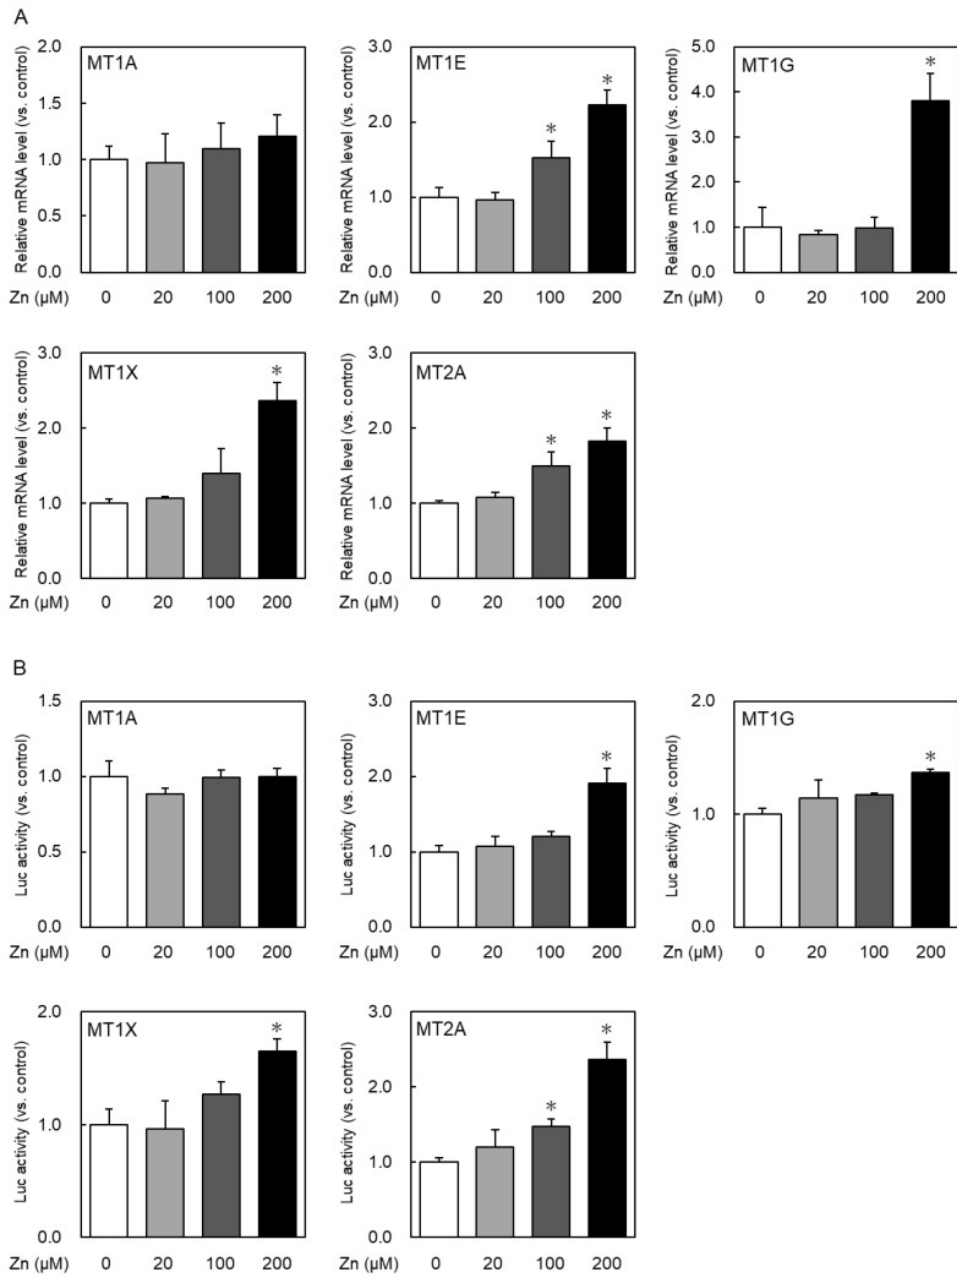 A
MT1A
Relative mRNA level (vs. control)
2.0
1.5
1.0
0.5
0.0
Zn (μM) 0 20 100 200
MT1E
Relative mRNA level (vs. control)
3.0
2.0
1.0
0.0
* *
Zn (μM) 0 20 100 200
MT1G
Relative mRNA level (vs. control)
5.0
4.0
3.0
2.0
1.0
0.0
*
Zn (μM) 0 20 100 200
MT1X
Relative mRNA level (vs. control)
3.0
2.0
1.0
0.0
*
Zn (μM) 0 20 100 200
MT2A
Relative mRNA level (vs. control)
3.0
2.0
1.0
0.0
* *
Zn (μM) 0 20 100 200
B
MT1A
Luc activity (vs. control)
1.5
1.0
0.5
0.0
Zn (μM) 0 20 100 200
MT1E
Luc activity (vs. control)
3.0
2.0
1.0
0.0
*
Zn (μM) 0 20 100 200
MT1G
Luc activity (vs. control)
2.0
1.0
0.0
*
Zn (μM) 0 20 100 200
MT1X
Luc activity (vs. control)
2.0
1.0
0.0
*
Zn (μM) 0 20 100 200
MT2A
Luc activity (vs. control)
3.0
2.0
1.0
0.0
* *
Zn (μM) 0 20 100 200